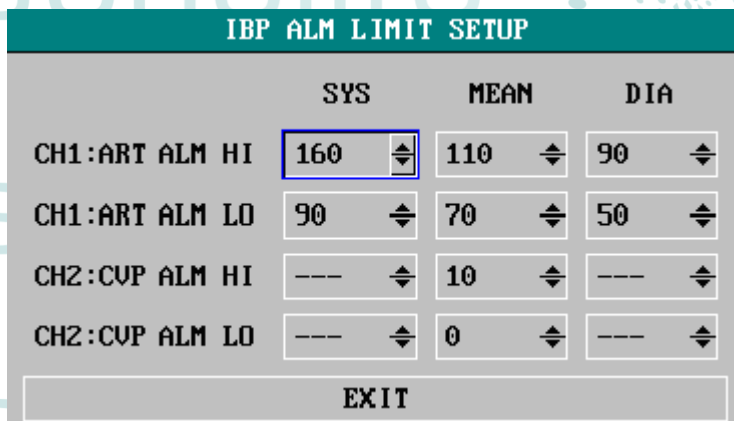 IBP ALM LIMIT SETUP
SYS MEAN DIA
CH1:ART ALM HI 160 110 90
CH1:ART ALM LO 90 70 50
CH2:CVP ALM HI --- 10 ---
CH2:CVP ALM LO --- 0 ---
EXIT